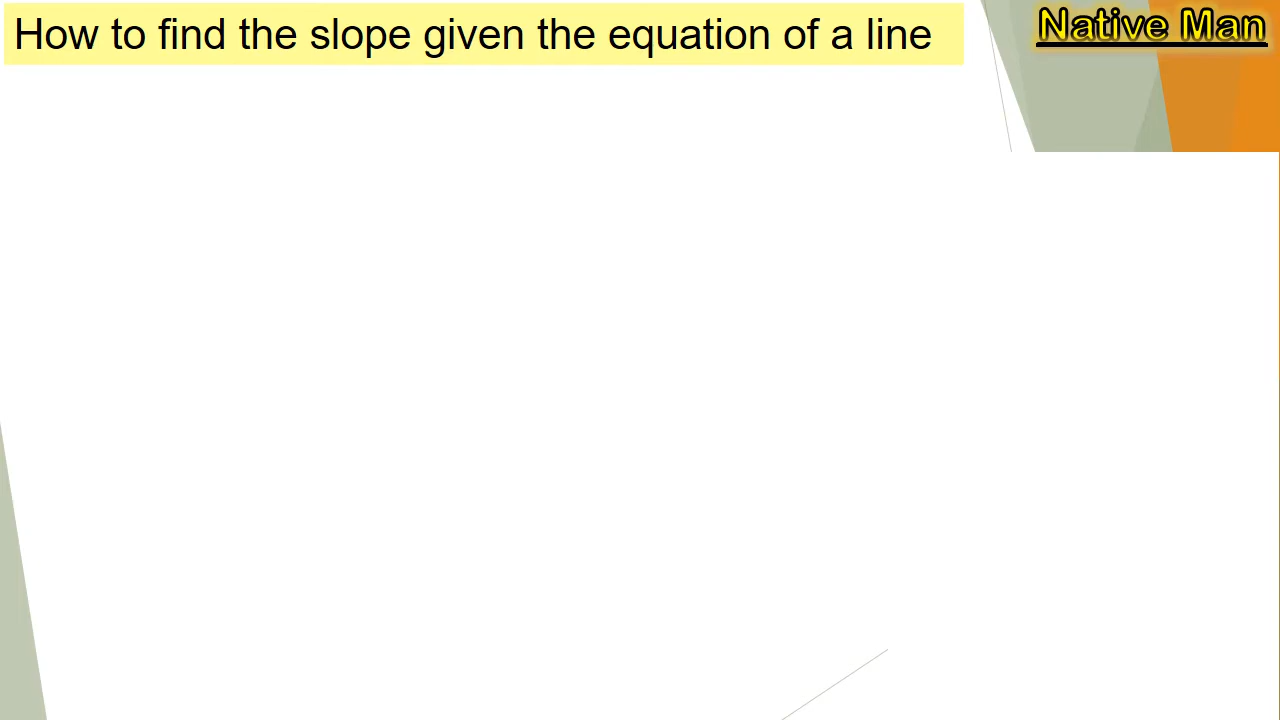 How to find the slope given the equation of a line
Native Man